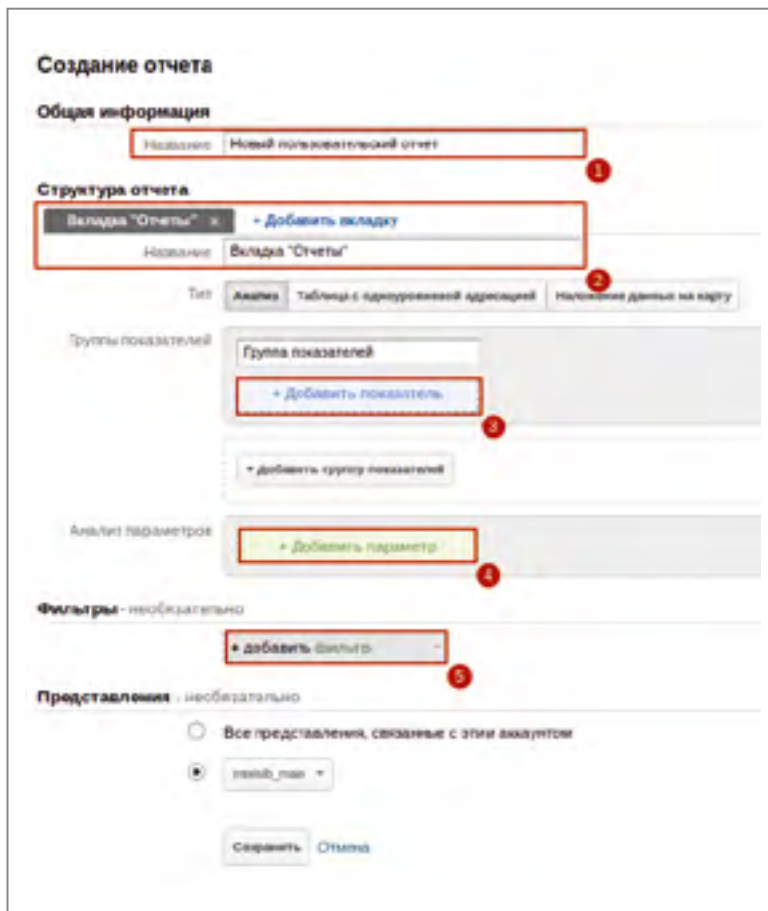 Создание отчета
Общая информация
Название Новый пользовательский отчет
1
Структура отчета
Вкладка "Отчеты" x + Добавить вкладку
Название Вкладка "Отчеты"
2
Тип Анализ Таблица с одноуровневой адресацией Наложение данных на карту
Группы показателей Группа показателей
+ Добавить показатель
3
+ добавить группу показателей
Анализ параметров + Добавить параметр
4
Фильтры - необязательно
+ добавить фильтр
5
Представления - необязательно
Все представления, связанные с этим аккаунтом
Сохранить Отмена